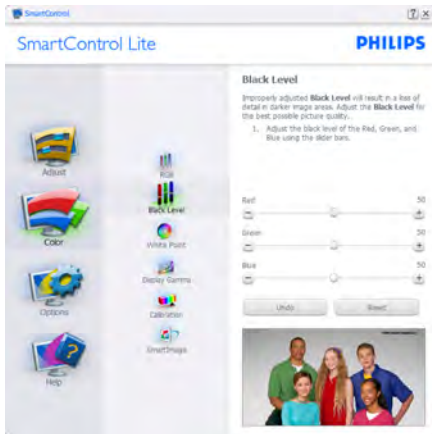 SmartControl
SmartControl Lite
PHILIPS
Adjust
Color
Options
Help
RGB
Black Level
White Point
Display Gamma
Calibration
SmartImage
Black Level
Improperly adjusted Black Level will result in a loss of
detail in darker image areas. Adjust the Black Level for
the best possible picture quality.
1. Adjust the black level of the Red, Green, and
Blue using the slider bars.
Red 50
Green 50
Blue 50
Undo Reset